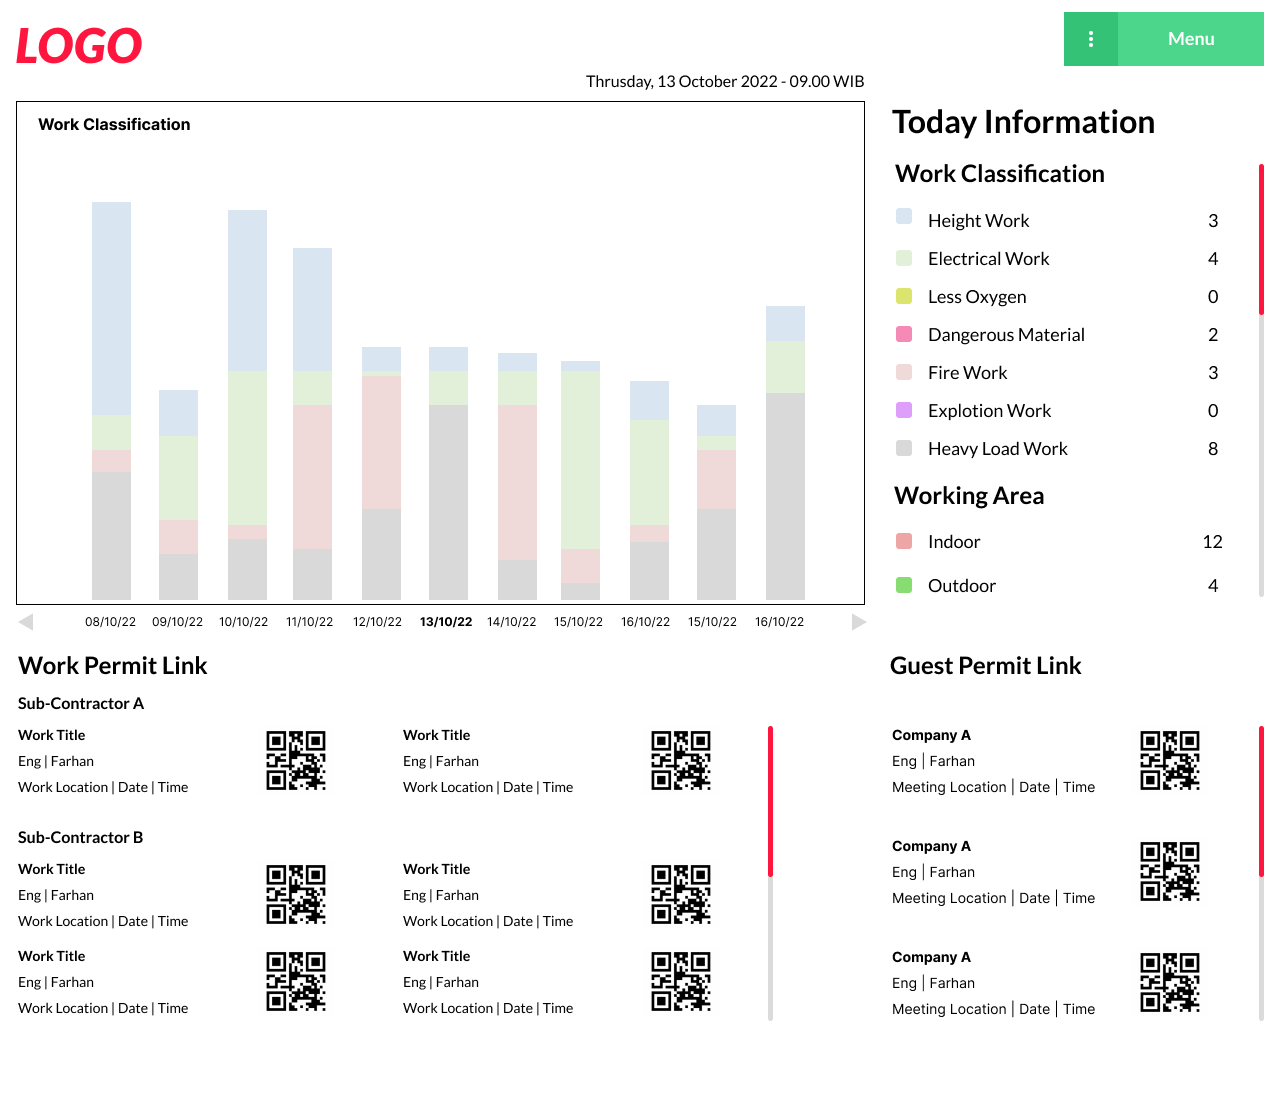 LOGO
Menu
Thrusday, 13 October 2022 - 09.00 WIB
Work Classification
08/10/22 09/10/22 10/10/22 11/10/22 12/10/22 13/10/22 14/10/22 15/10/22 16/10/22 15/10/22 16/10/22
Today Information
Work Classification
Height Work 3
Electrical Work 4
Less Oxygen 0
Dangerous Material 2
Fire Work 3
Explotion Work 0
Heavy Load Work 8
Working Area
Indoor 12
Outdoor 4
Work Permit Link
Sub-Contractor A
Work Title
Eng | Farhan
Work Location | Date | Time
Work Title
Eng | Farhan
Work Location | Date | Time
Sub-Contractor B
Work Title
Eng | Farhan
Work Location | Date | Time
Work Title
Eng | Farhan
Work Location | Date | Time
Work Title
Eng | Farhan
Work Location | Date | Time
Work Title
Eng | Farhan
Work Location | Date | Time
Guest Permit Link
Company A
Eng | Farhan
Meeting Location | Date | Time
Company A
Eng | Farhan
Meeting Location | Date | Time
Company A
Eng | Farhan
Meeting Location | Date | Time